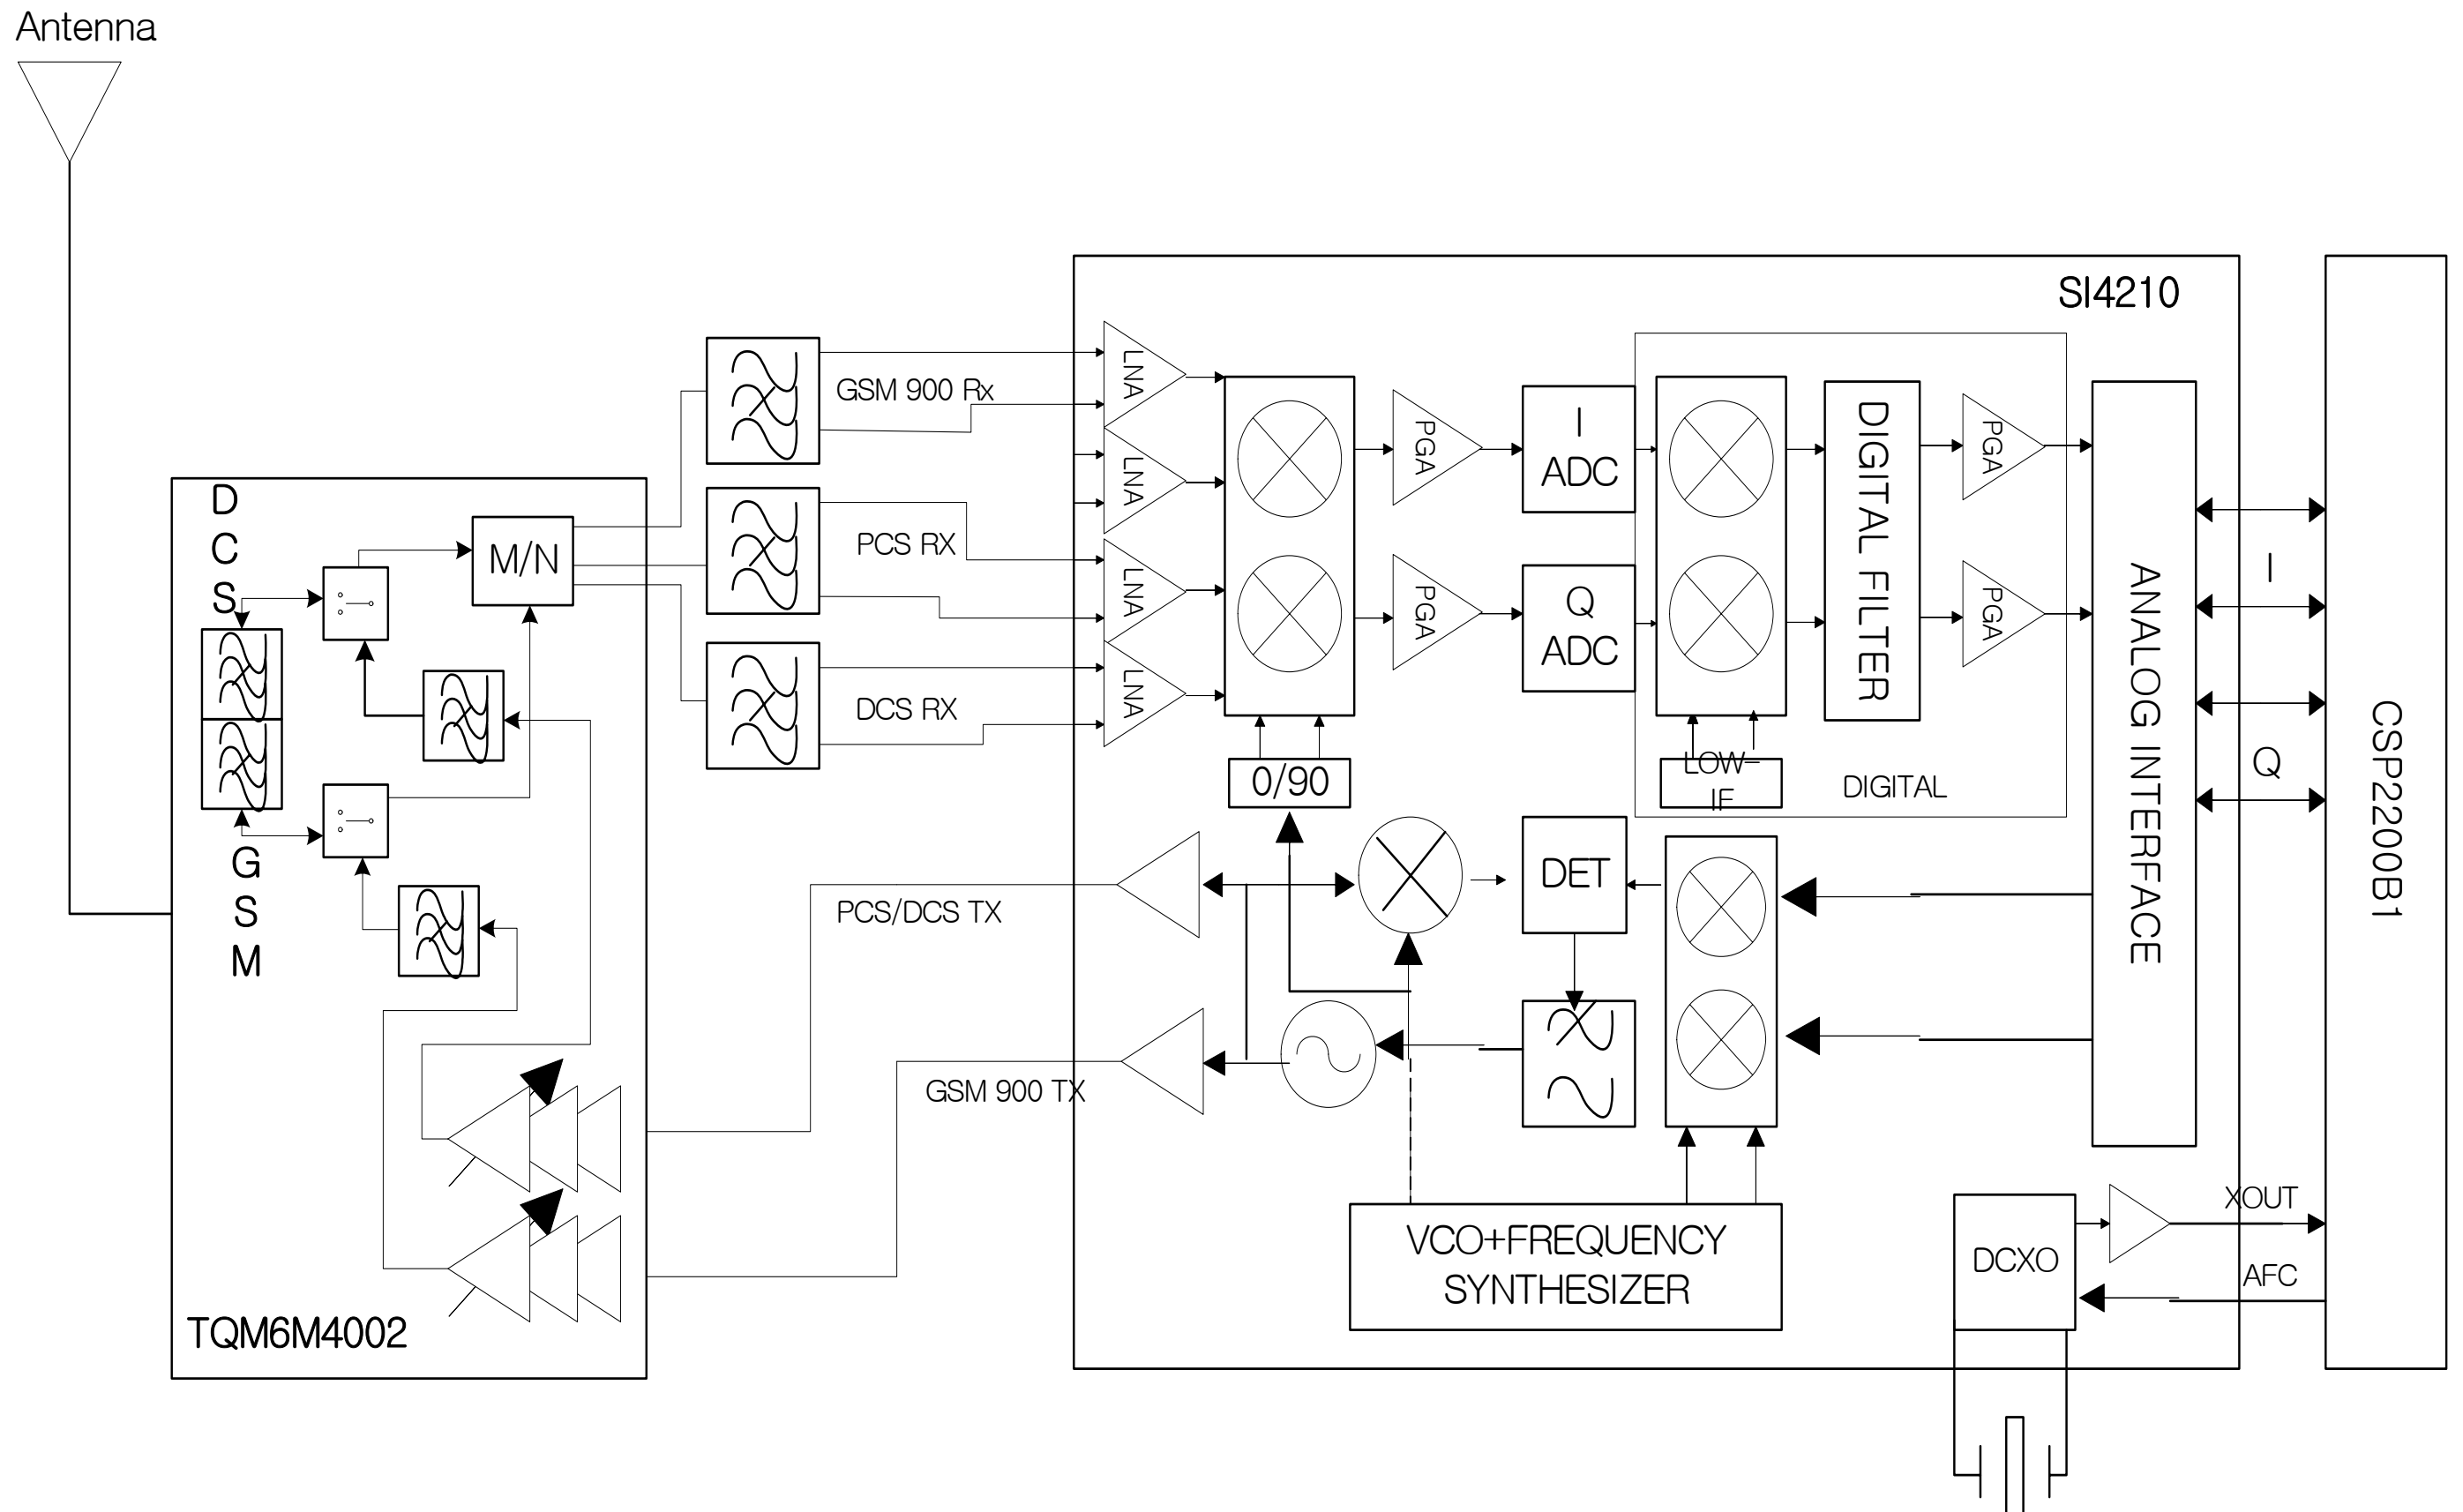 Antenna
SI4210
GSM 900 Rx
PCS RX
DCS RX
LNA
LNA
LNA
LNA
PGA
PGA
I
ADC
Q
ADC
DIGITAL FILTER
PGA
PGA
ANALOG INTERFACE
I
Q
CSP2200B1
D
C
S
M/N
G
S
M
0/90
LOW-
IF
DIGITAL
DET
PCS/DCS TX
GSM 900 TX
VCO+FREQUENCY
SYNTHESIZER
DCXO
XOUT
AFC
TQM6M4002